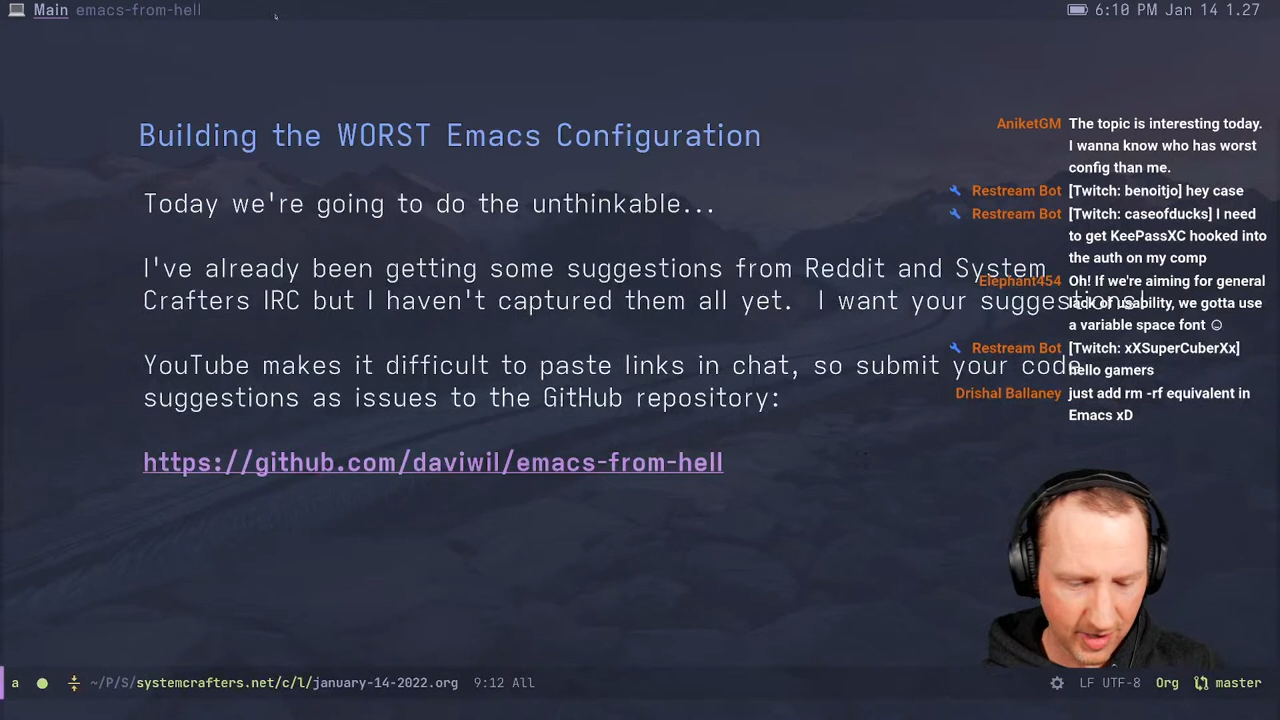 Main emacs-from-hell
6:10 PM Jan 14 1.27
Building the WORST Emacs Configuration
Today we're going to do the unthinkable...
I've already been getting some suggestions from Reddit and System
Crafters IRC but I haven't captured them all yet. I want your suggestions!
YouTube makes it difficult to paste links in chat, so submit your code
suggestions as issues to the GitHub repository:
https://github.com/daviwil/emacs-from-hell
AniketGM The topic is interesting today.
I wanna know who has worst
config than me.
Restream Bot [Twitch: benoitjo] hey case
Restream Bot [Twitch: caseofducks] I need
to get KeePassXC hooked into
the auth on my comp
Elephant454 Oh! If we're aiming for general
lack of usability, we gotta use
a variable space font ☺
Restream Bot [Twitch: xXSuperCuberXx]
hello gamers
Drishal Ballaney just add rm -rf equivalent in
Emacs xD
a ~/P/S/systemcrafters.net/c/l/january-14-2022.org 9:12 All
LF UTF-8 Org master